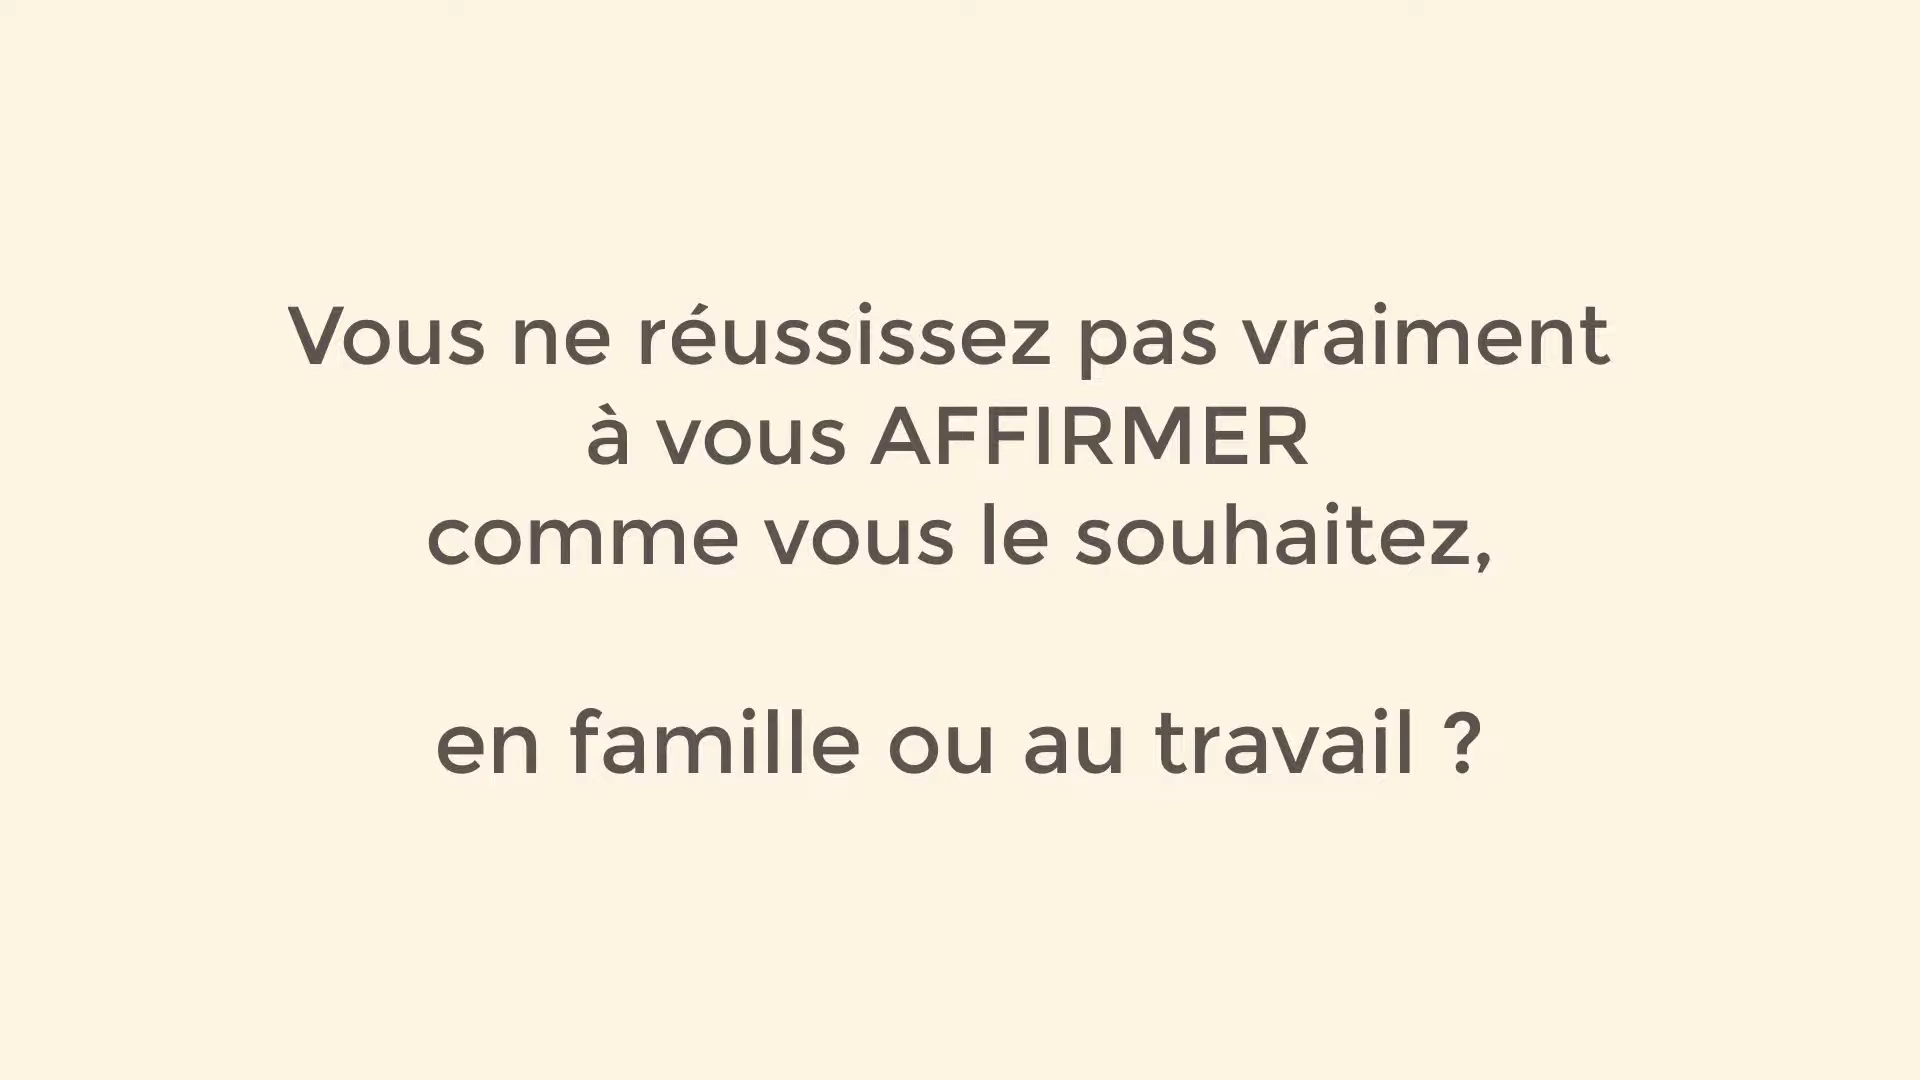 Vous ne réussissez pas vraiment
à vous AFFIRMER
comme vous le souhaitez,
en famille ou au travail ?